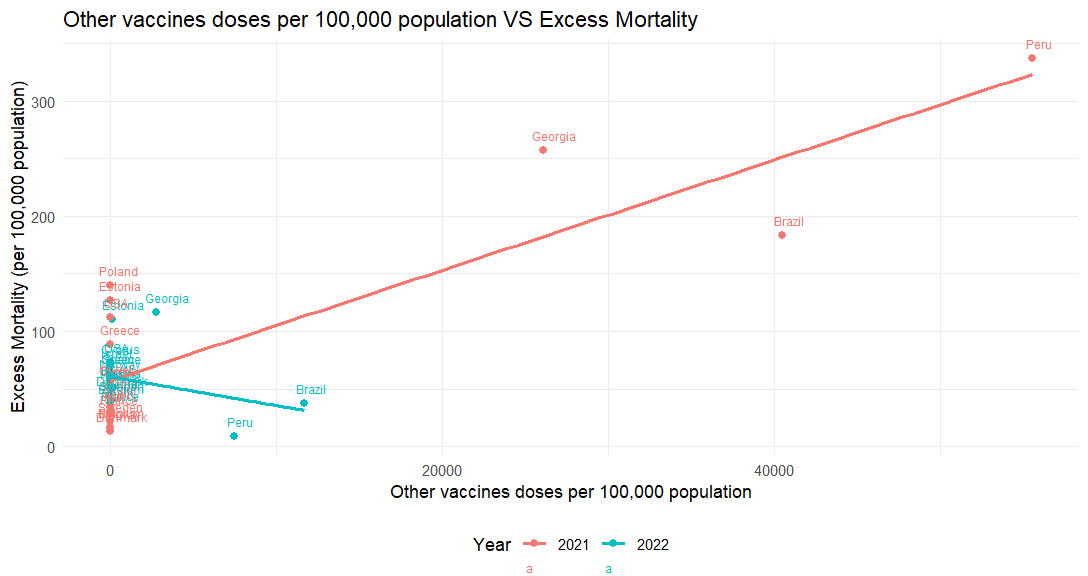 Other vaccines doses per 100,000 population VS Excess Mortality
Peru
300
Georgia
Brazil
200
Poland
Estonia
Georgia
Estonia
Greece
100
Brazil
Peru
Sweden
Denmark
0
0 20000 40000
Excess Mortality (per 100,000 population)
Other vaccines doses per 100,000 population
Year 2021 2022
a a